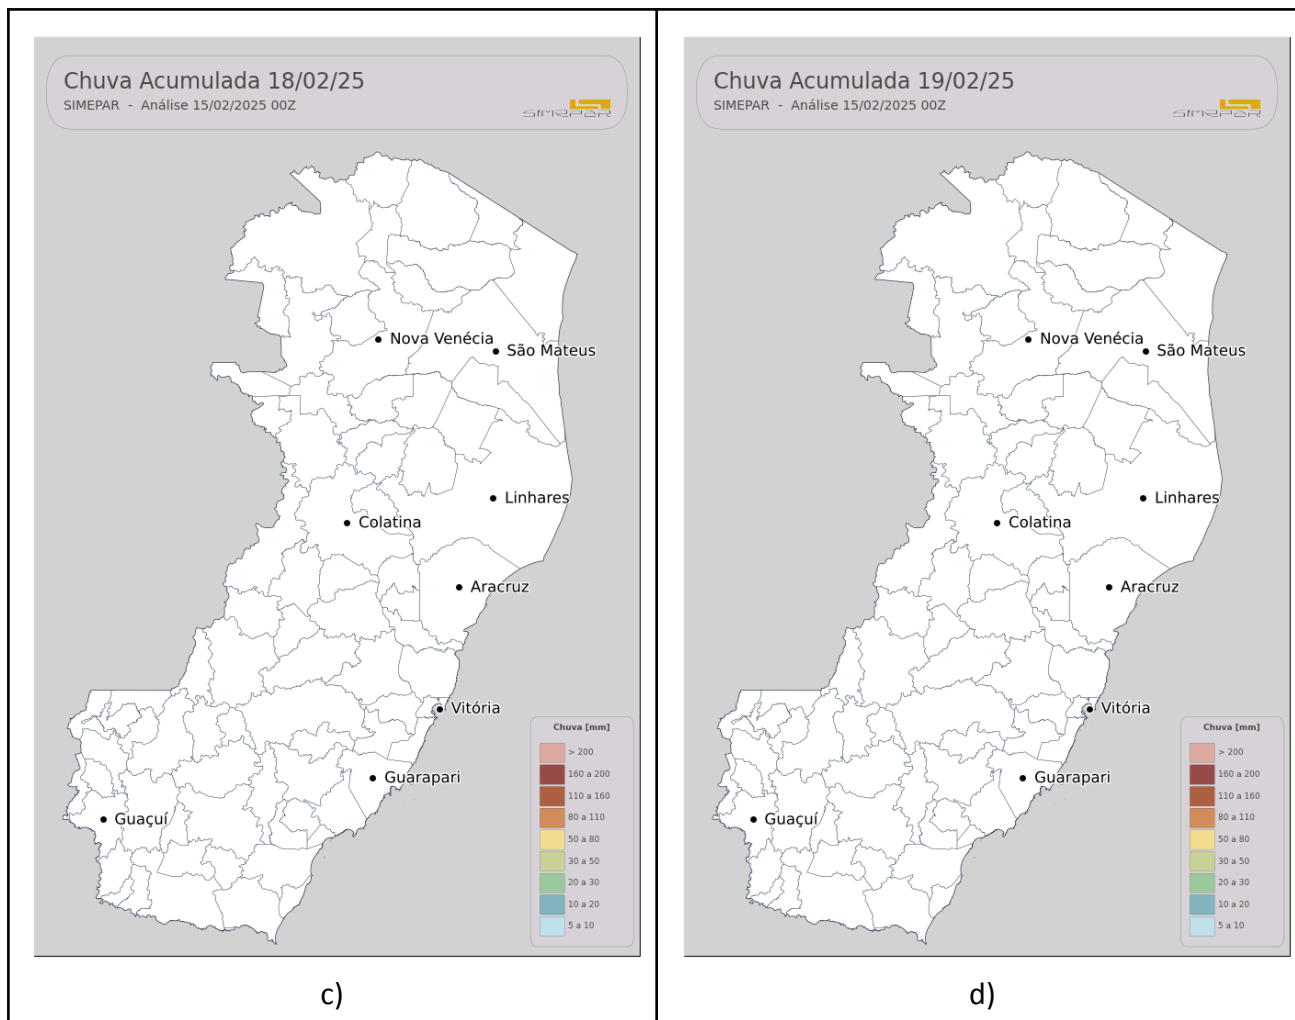 Chuva Acumulada 18/02/25
SIMEPAR - Análise 15/02/2025 00Z
SIMEPAR
Nova Venécia
São Mateus
Linhares
Colatina
Aracruz
Vitória
Guarapari
Guaçuí
Chuva [mm]
> 200
160 a 200
110 a 160
80 a 110
50 a 80
30 a 50
20 a 30
10 a 20
5 a 10
c)
Chuva Acumulada 19/02/25
SIMEPAR - Análise 15/02/2025 00Z
SIMEPAR
Nova Venécia
São Mateus
Linhares
Colatina
Aracruz
Vitória
Guarapari
Guaçuí
Chuva [mm]
> 200
160 a 200
110 a 160
80 a 110
50 a 80
30 a 50
20 a 30
10 a 20
5 a 10
d)